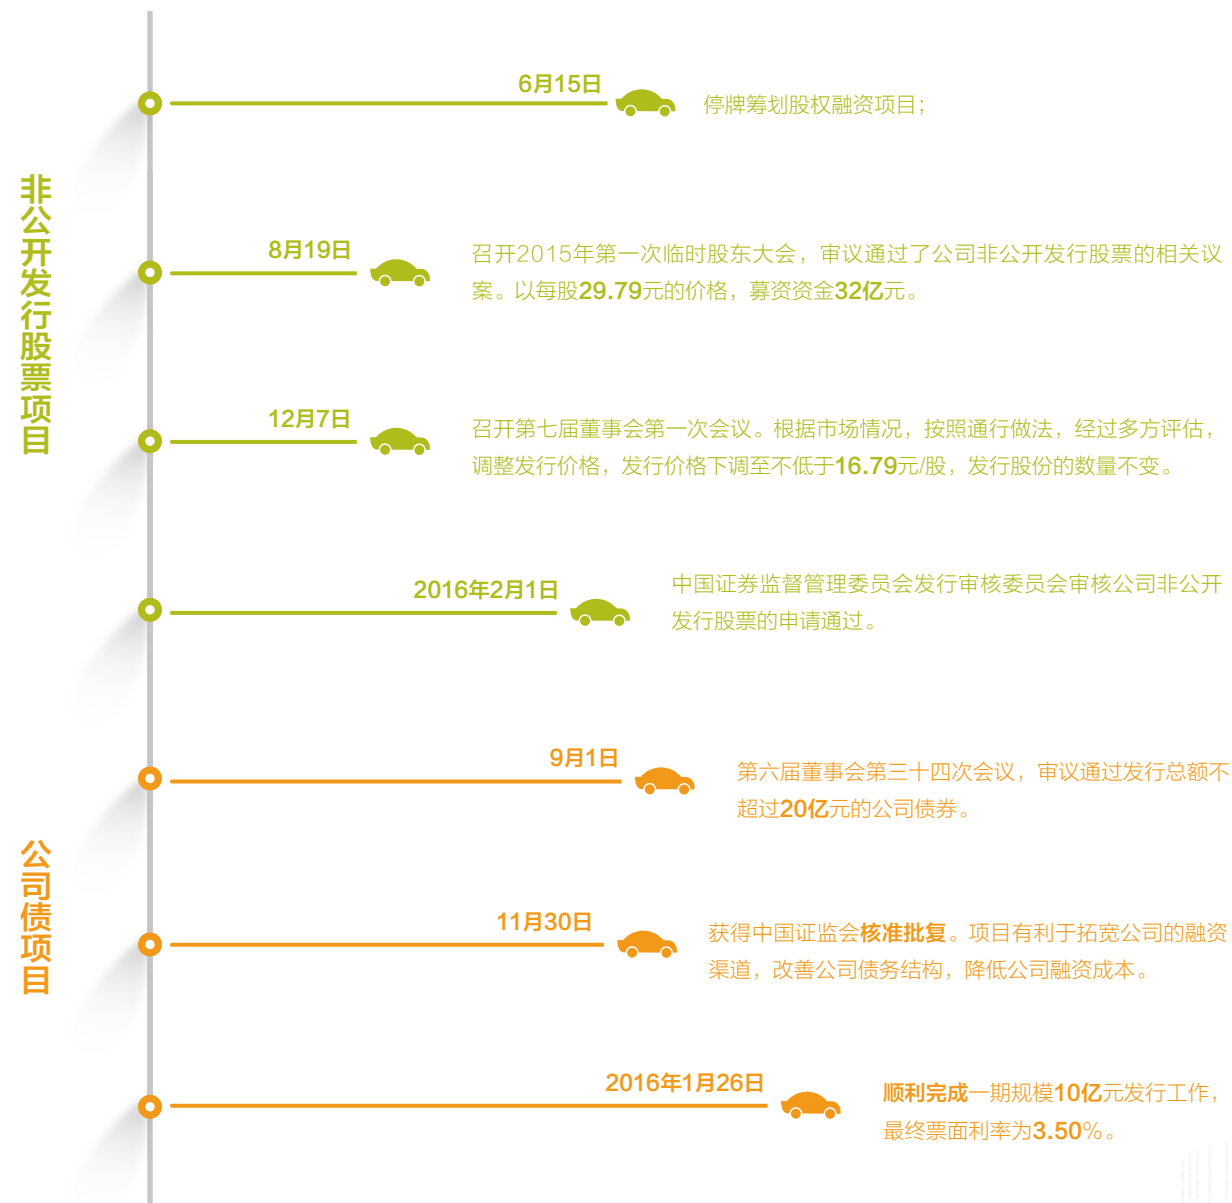 非公开发行股票项目
6月15日
停牌筹划股权融资项目；
8月19日
召开2015年第一次临时股东大会，审议通过了公司非公开发行股票的相关议
案。以每股29.79元的价格，募资资金32亿元。
12月7日
召开第七届董事会第一次会议。根据市场情况，按照通行做法，经过多方评估，
调整发行价格，发行价格下调至不低于16.79元/股，发行股份的数量不变。
2016年2月1日
中国证券监督管理委员会发行审核委员会审核公司非公开
发行股票的申请通过。
公司债项目
9月1日
第六届董事会第三十四次会议，审议通过发行总额不
超过20亿元的公司债券。
11月30日
获得中国证监会核准批复。项目有利于拓宽公司的融资
渠道，改善公司债务结构，降低公司融资成本。
2016年1月26日
顺利完成一期规模10亿元发行工作，
最终票面利率为3.50%。